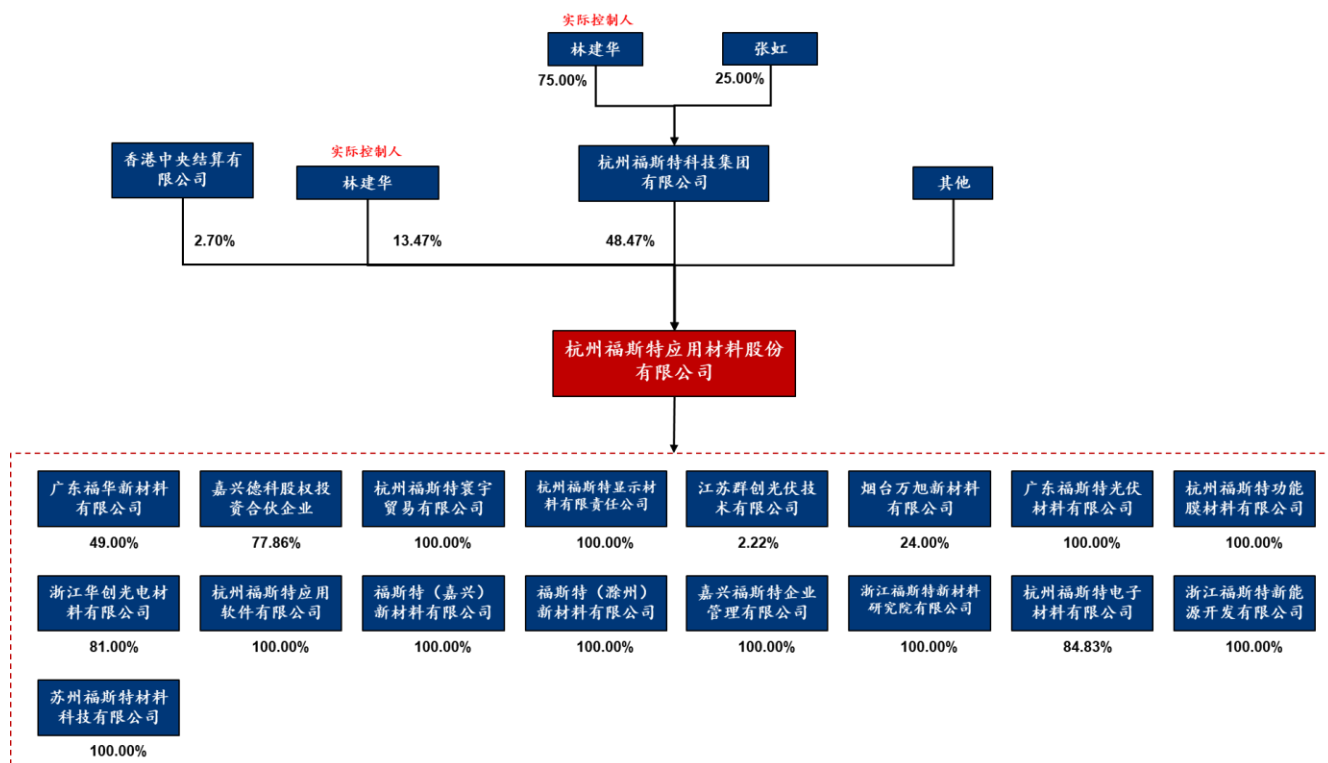 实际控制人
林建华
张虹
75.00%
25.00%
香港中央结算有
限公司
实际控制人
林建华
杭州福斯特科技集团
有限公司
其他
2.70%
13.47%
48.47%
杭州福斯特应用材料股份
有限公司
广东福华新材料
有限公司
49.00%
嘉兴德科股权投
资合伙企业
77.86%
杭州福斯特寰宇
贸易有限公司
100.00%
杭州福斯特显示材
料有限责任公司
100.00%
江苏群创光伏技
术有限公司
2.22%
烟台万旭新材料
有限公司
24.00%
广东福斯特光伏
材料有限公司
100.00%
杭州福斯特功能
膜材料有限公司
100.00%
浙江华创光电材
料有限公司
81.00%
杭州福斯特应用
软件有限公司
100.00%
福斯特（嘉兴）
新材料有限公司
100.00%
福斯特（滁州）
新材料有限公司
100.00%
嘉兴福斯特企业
管理有限公司
100.00%
浙江福斯特新材料
研究院有限公司
100.00%
杭州福斯特电子
材料有限公司
84.83%
浙江福斯特新能
源开发有限公司
100.00%
苏州福斯特材料
科技有限公司
100.00%